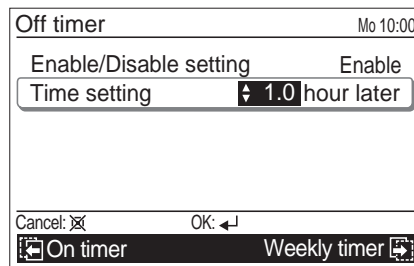 Off timer Mo 10:00
Enable/Disable setting Enable
Time setting 1.0 hour later
Cancel: OK:
On timer Weekly timer